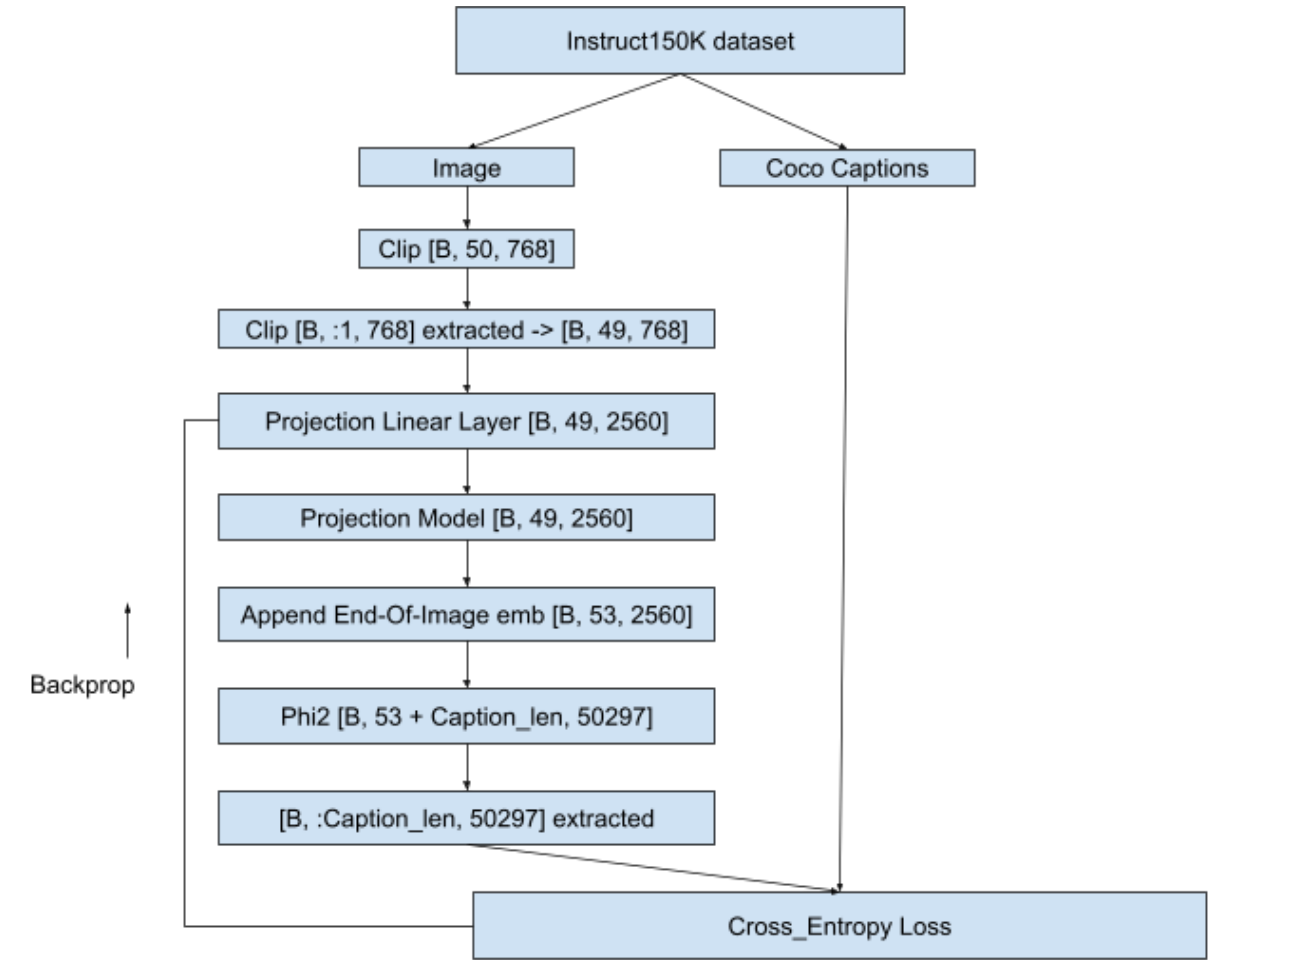 Instruct150K dataset
Image
Coco Captions
Clip [B, 50, 768]
Clip [B, :1, 768] extracted -> [B, 49, 768]
Projection Linear Layer [B, 49, 2560]
Projection Model [B, 49, 2560]
Append End-Of-Image emb [B, 53, 2560]
Backprop
Phi2 [B, 53 + Caption_len, 50297]
[B, :Caption_len, 50297] extracted
Cross_Entropy Loss